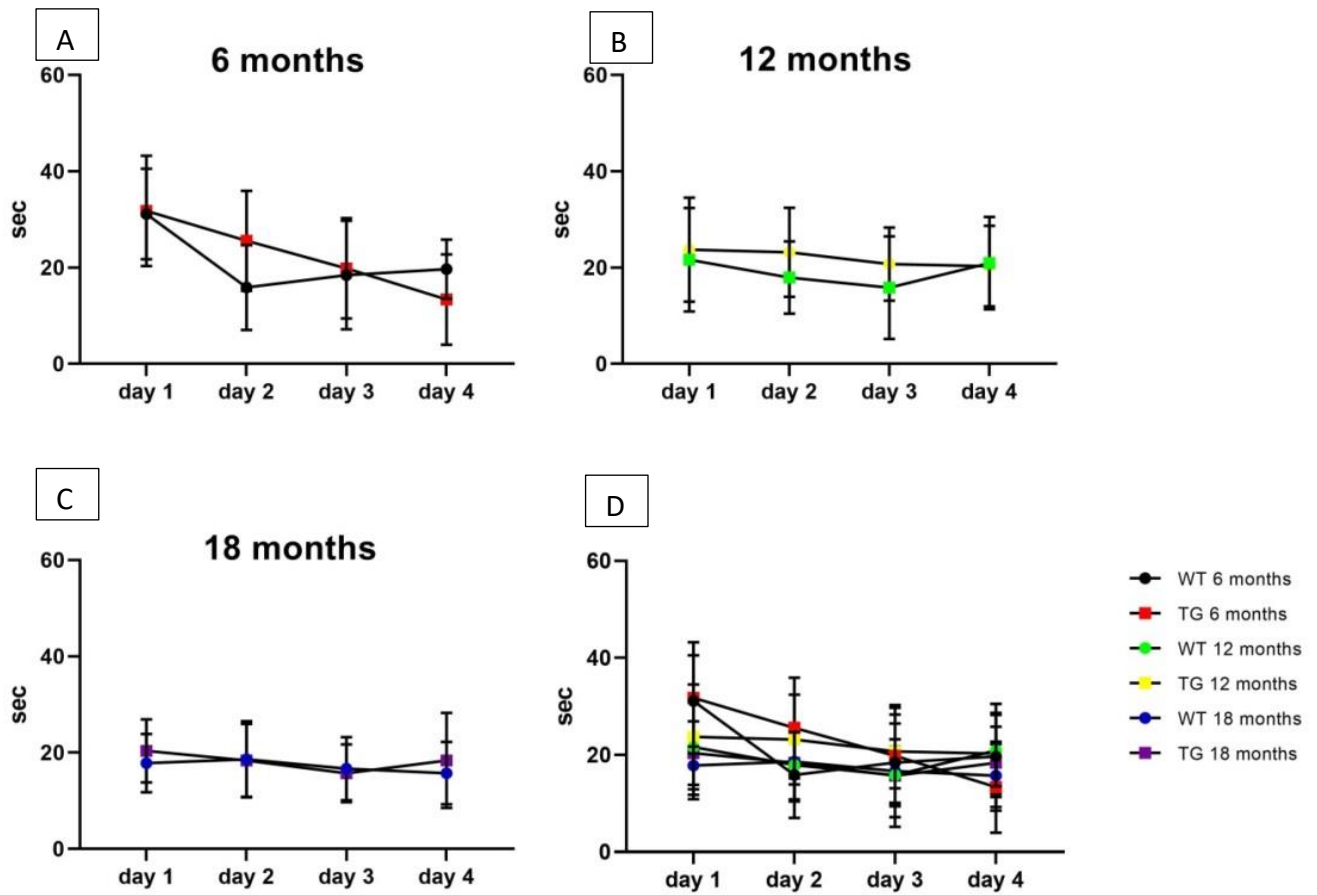 A
6 months
60
40
20
0
sec
day 1 day 2 day 3 day 4
B
12 months
60
40
20
0
sec
day 1 day 2 day 3 day 4
C
18 months
60
40
20
0
sec
day 1 day 2 day 3 day 4
D
60
40
20
0
sec
day 1 day 2 day 3 day 4
WT 6 months
TG 6 months
WT 12 months
TG 12 months
WT 18 months
TG 18 months